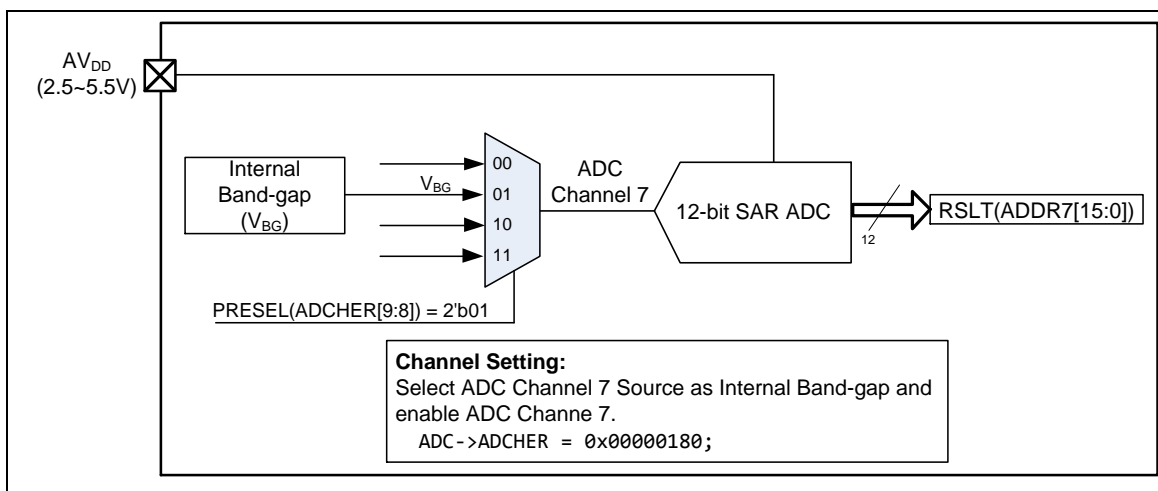 AVDD
(2.5~5.5V)
Internal
Band-gap
(VBG)
VBG
00
01
10
11
ADC
Channel 7
12-bit SAR ADC
12
RSLT(ADDR7[15:0])
PRESEL(ADCHER[9:8]) = 2'b01
Channel Setting:
Select ADC Channel 7 Source as Internal Band-gap and
enable ADC Channe 7.
ADC->ADCHER = 0x00000180;